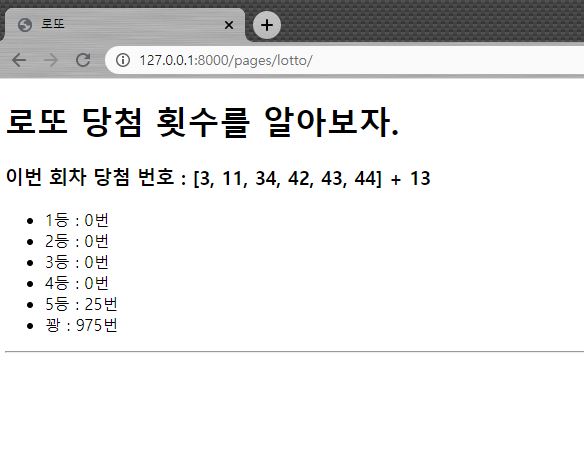 로또
127.0.0.1:8000/pages/lotto/
로또 당첨 횟수를 알아보자.
이번 회차 당첨 번호 : [3, 11, 34, 42, 43, 44] + 13
1등 : 0번
2등 : 0번
3등 : 0번
4등 : 0번
5등 : 25번
꽝 : 975번